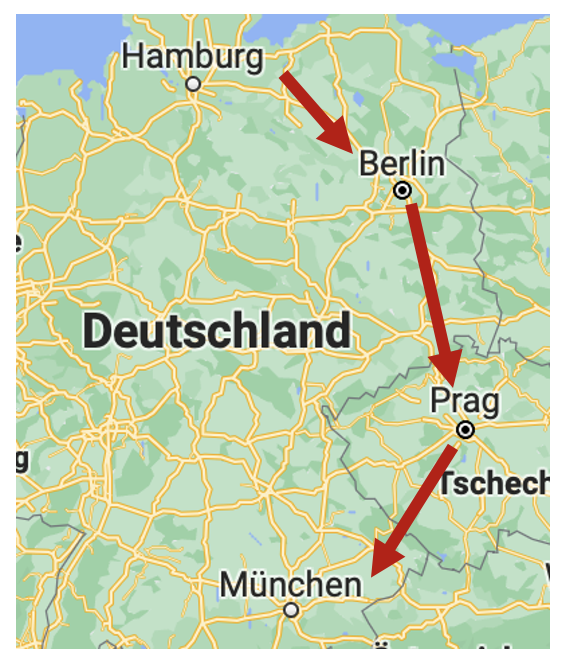 Hamburg
Berlin
e
Deutschland
Prag
g
Tschech
München